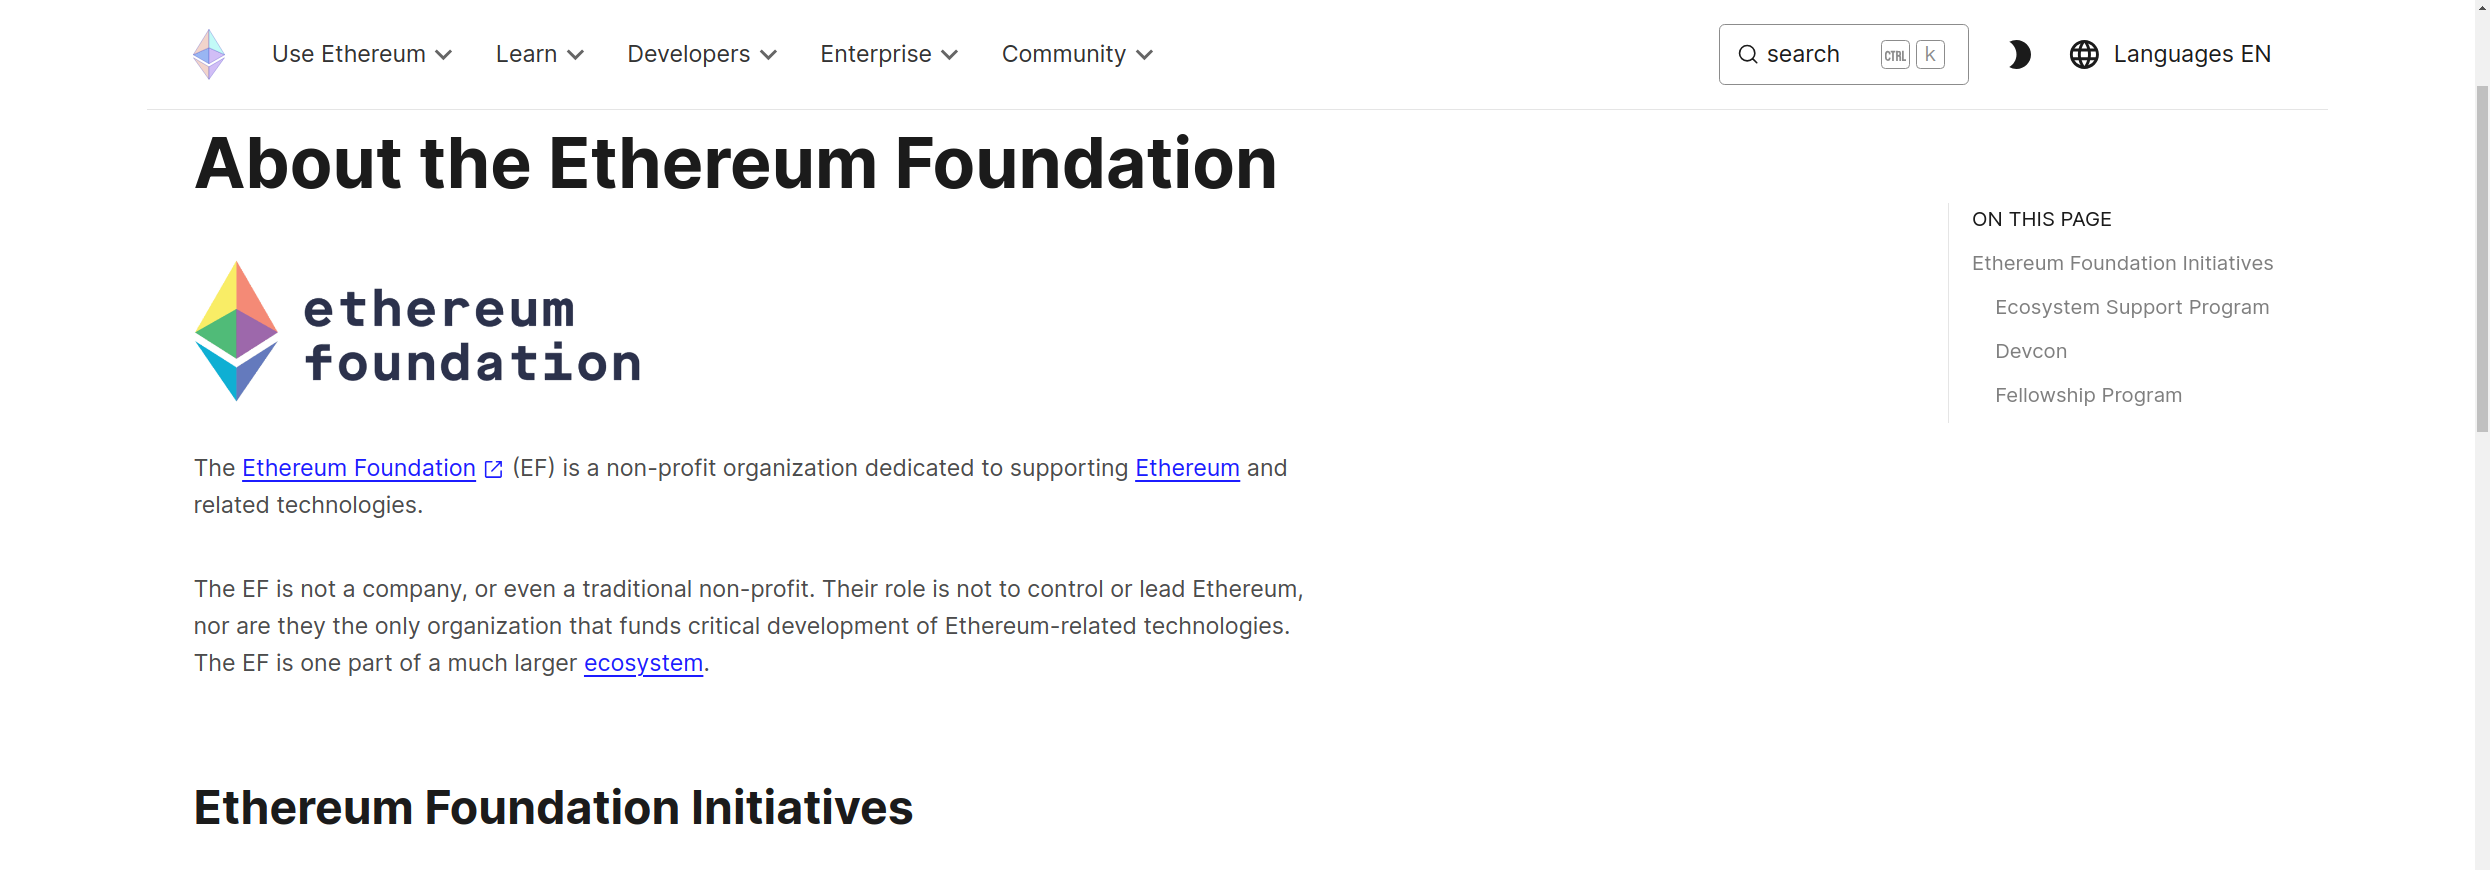 Use Ethereum
Learn
Developers
Enterprise
Community
search
CTRL
k
Languages EN
About the Ethereum Foundation
ethereum
foundation
The Ethereum Foundation (EF) is a non-profit organization dedicated to supporting Ethereum and
related technologies.
The EF is not a company, or even a traditional non-profit. Their role is not to control or lead Ethereum,
nor are they the only organization that funds critical development of Ethereum-related technologies.
The EF is one part of a much larger ecosystem.
Ethereum Foundation Initiatives
ON THIS PAGE
Ethereum Foundation Initiatives
Ecosystem Support Program
Devcon
Fellowship Program